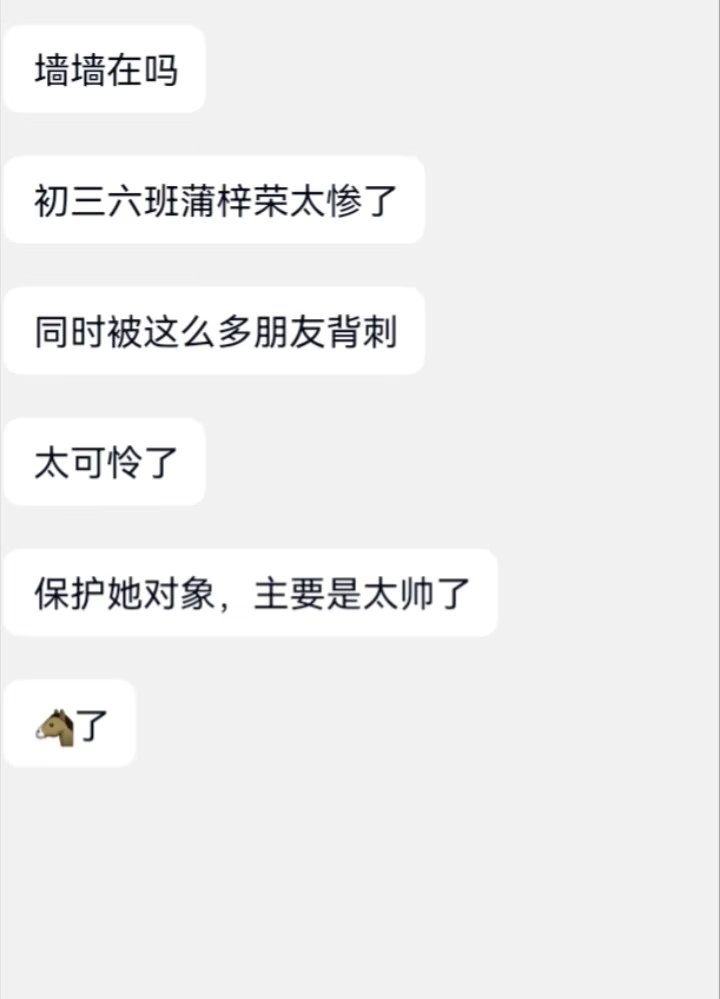 墙墙在吗
初三六班蒲梓荣太惨了
同时被这么多朋友背刺
太可怜了
保护她对象，主要是太帅了
🐴了